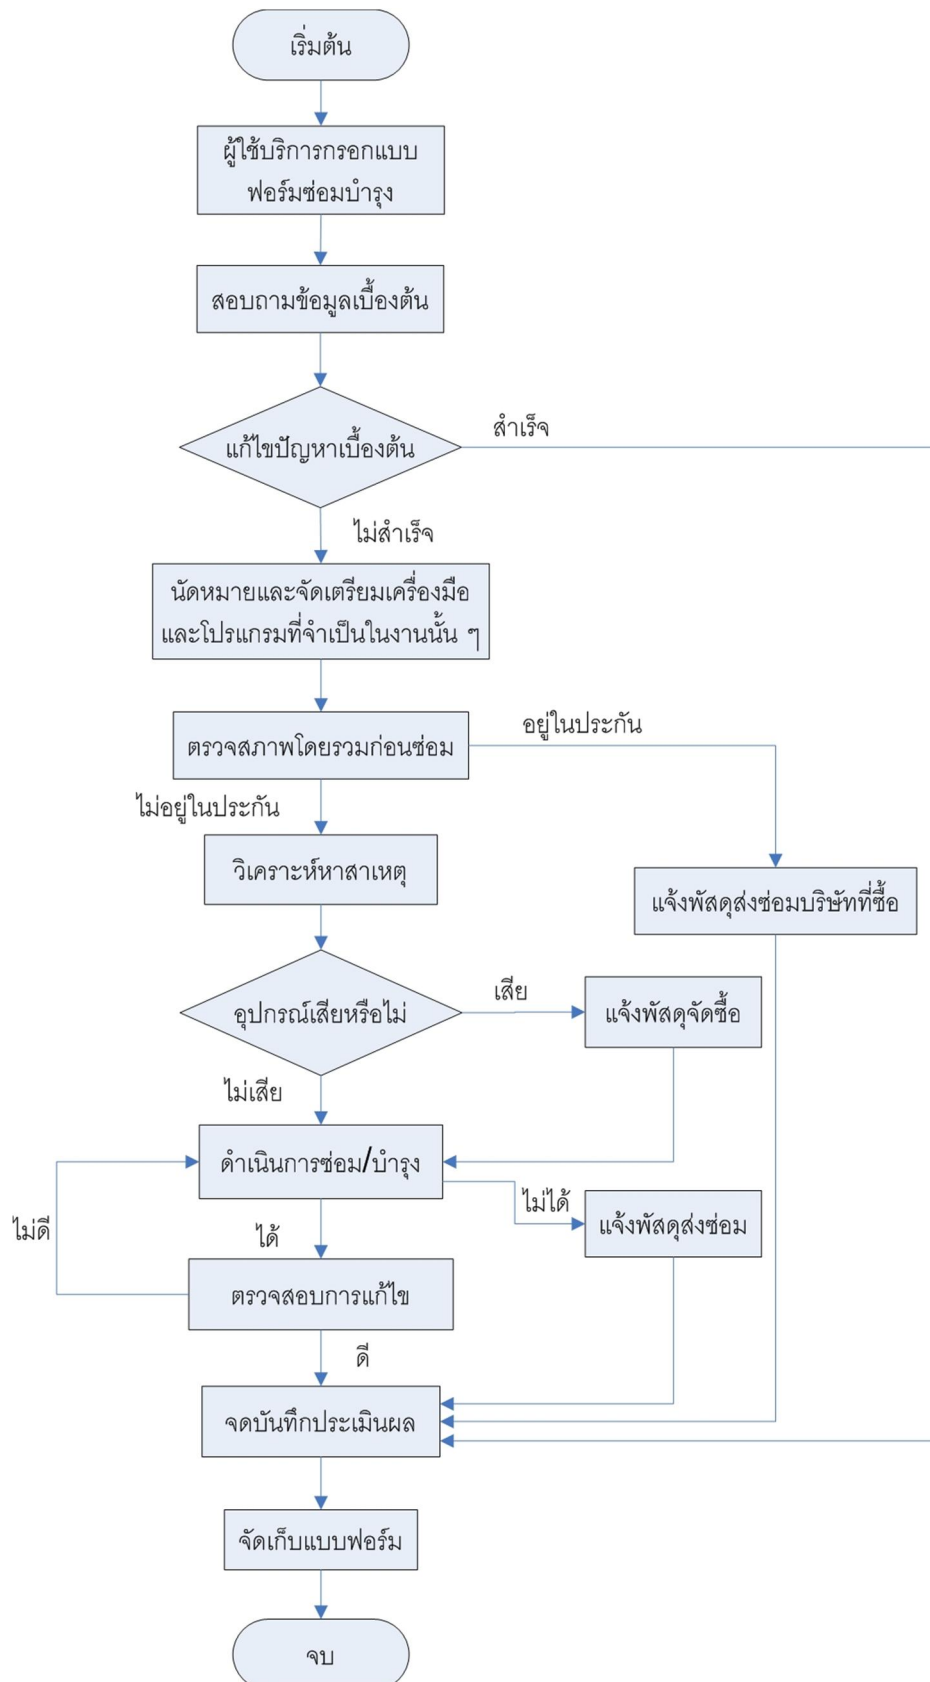 เริ่มต้น
ผู้ใช้บริการกรอกแบบ
ฟอร์มซ่อมบำรุง
สอบถามข้อมูลเบื้องต้น
แก้ไขปัญหาเบื้องต้น
สำเร็จ
ไม่สำเร็จ
นัดหมายและจัดเตรียมเครื่องมือ
และโปรแกรมที่จำเป็นในงานนั้น ๆ
ตรวจสภาพโดยรวมก่อนซ่อม
อยู่ในประกัน
ไม่อยู่ในประกัน
วิเคราะห์หาสาเหตุ
แจ้งพัสดุส่งซ่อมบริษัทที่ซื้อ
อุปกรณ์เสียหรือไม่
เสีย
แจ้งพัสดุจัดซื้อ
ไม่เสีย
ดำเนินการซ่อม/บำรุง
ไม่ได้
แจ้งพัสดุส่งซ่อม
ไม่ดี
ได้
ตรวจสอบการแก้ไข
ดี
จดบันทึกประเมินผล
จัดเก็บแบบฟอร์ม
จบ